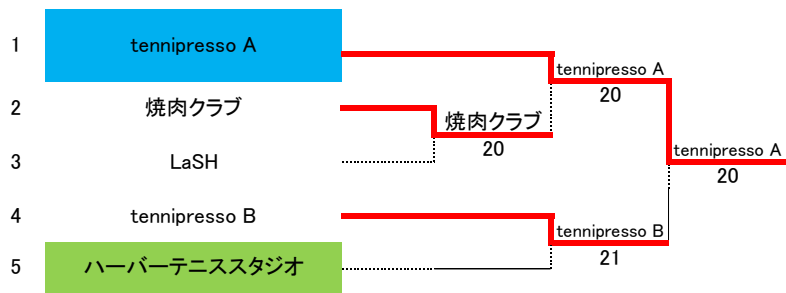 1 tennipresso A
2 焼肉クラブ
3 LaSH
4 tennipresso B
5 ハーバーテニススタジオ
焼肉クラブ
20
tennipresso A
20
tennipresso B
21
tennipresso A
20